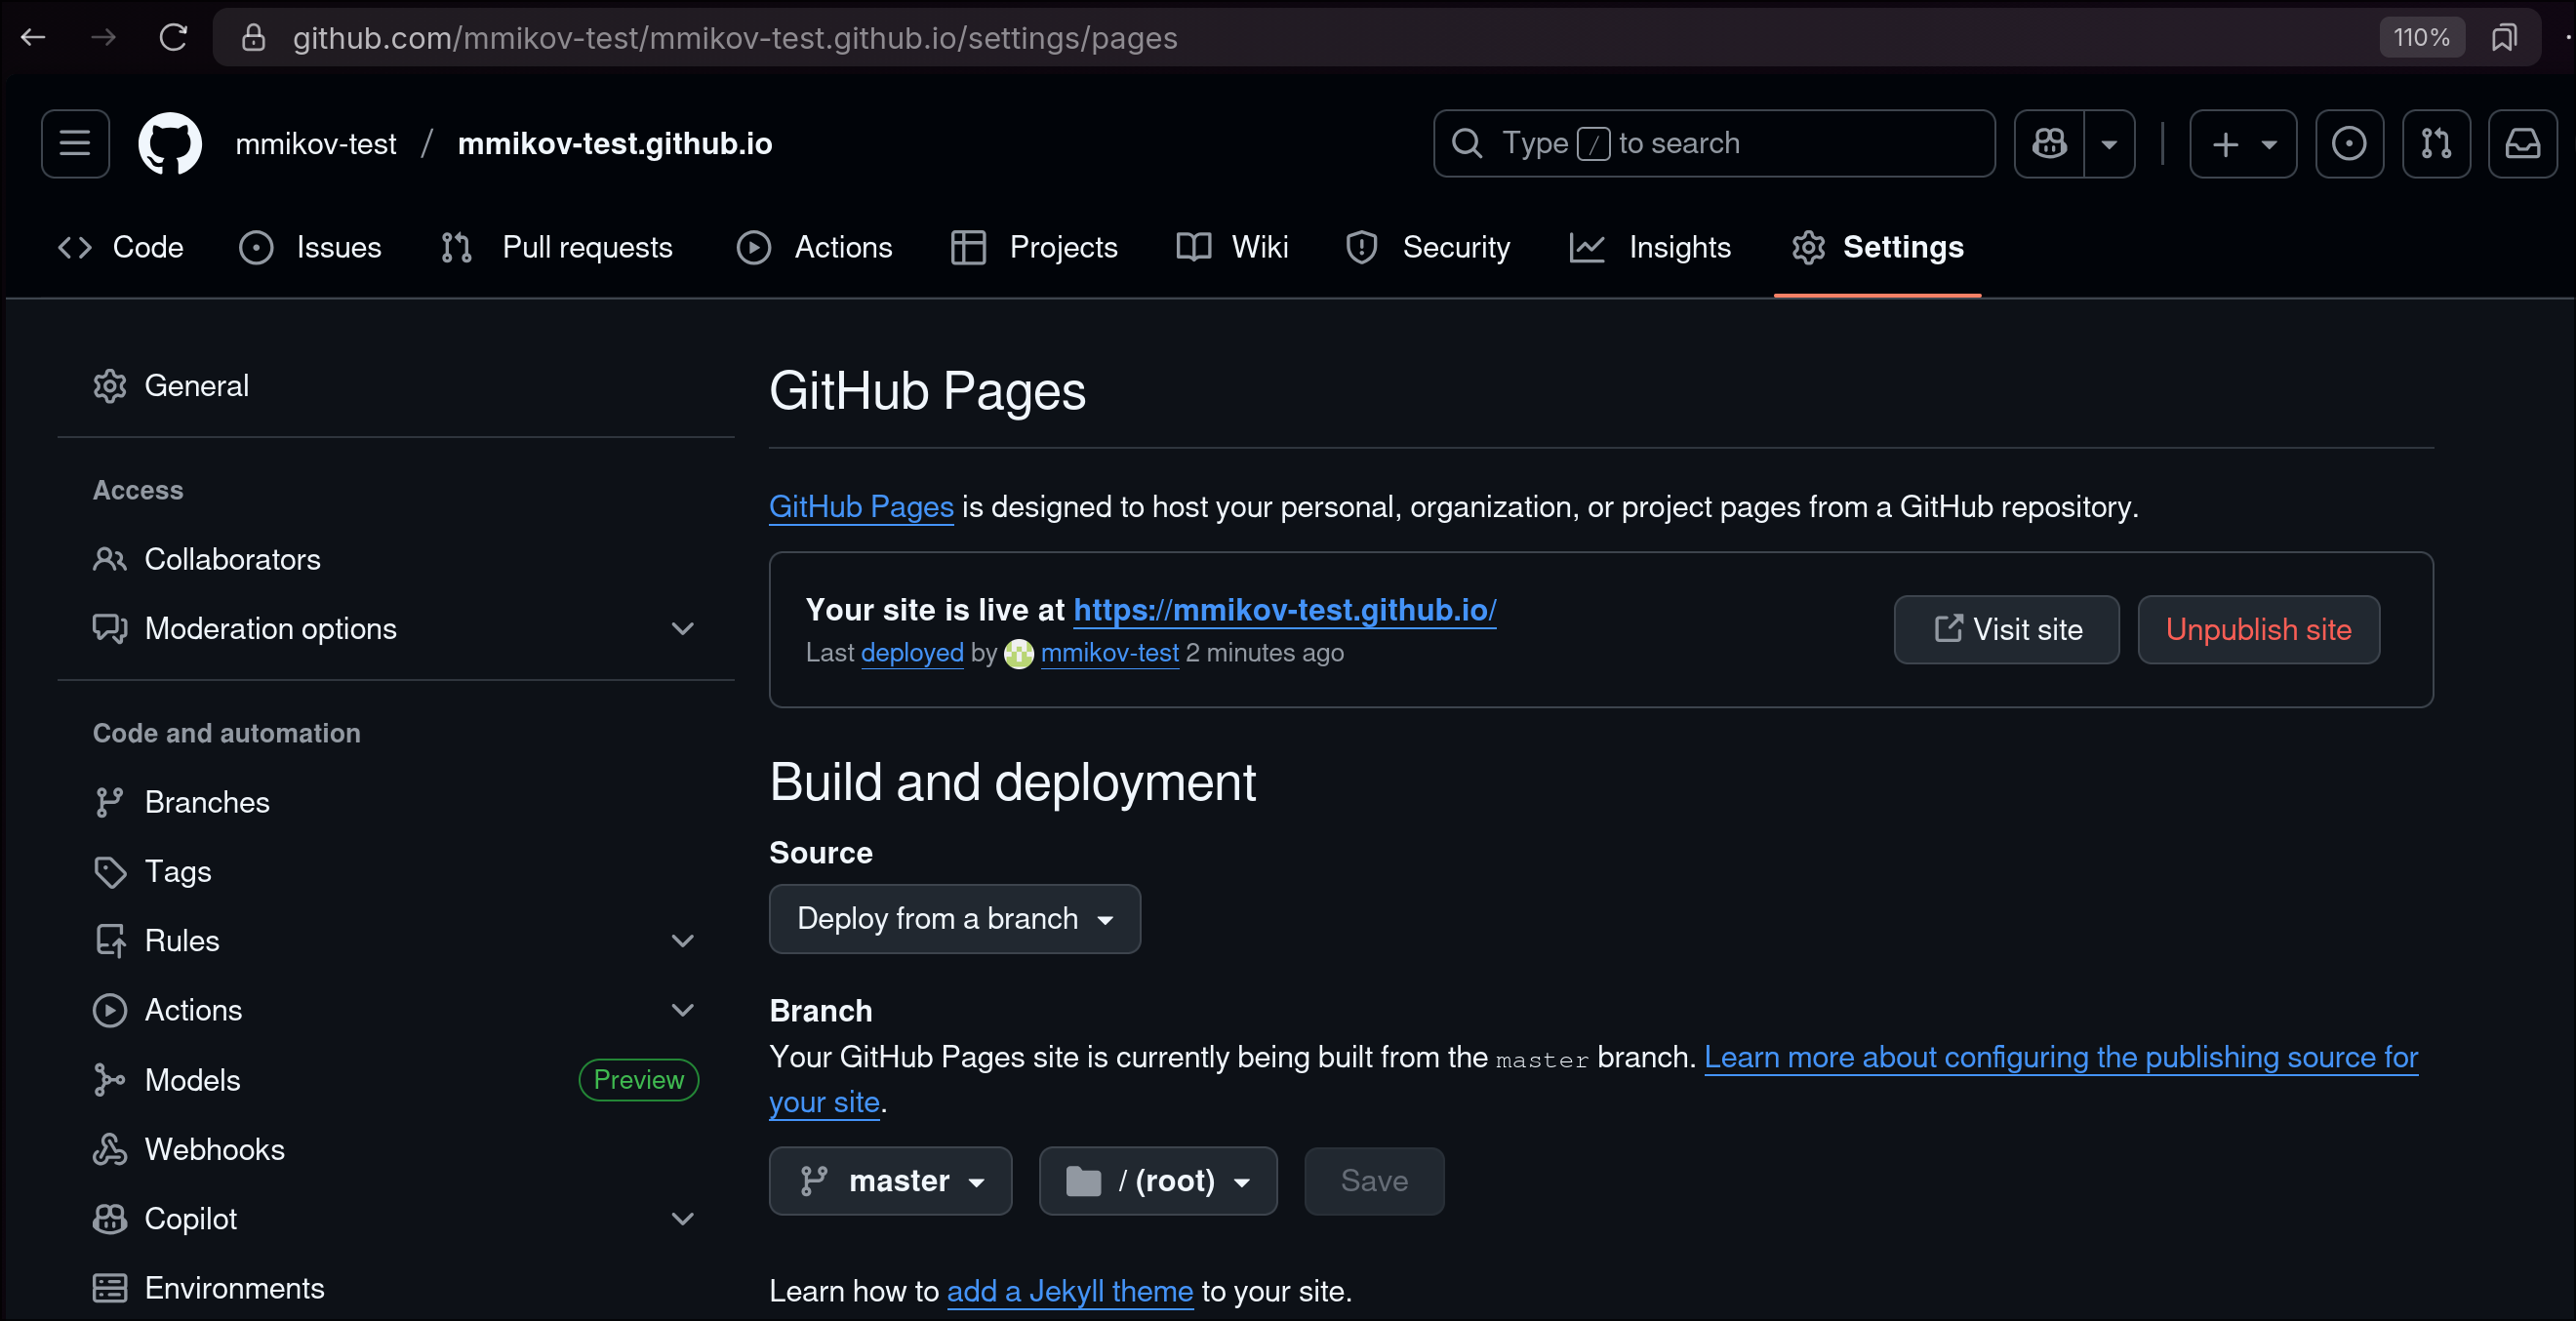 github.com/mmikov-test/mmikov-test.github.io/settings/pages
110%
mmikov-test / mmikov-test.github.io
Type / to search
Code
Issues
Pull requests
Actions
Projects
Wiki
Security
Insights
Settings
General
Access
Collaborators
Moderation options
Code and automation
Branches
Tags
Rules
Actions
Models
Preview
Webhooks
Copilot
Environments
GitHub Pages
GitHub Pages is designed to host your personal, organization, or project pages from a GitHub repository.
Your site is live at https://mmikov-test.github.io/
Last deployed by mmikov-test 2 minutes ago
Visit site
Unpublish site
Build and deployment
Source
Deploy from a branch
Branch
Your GitHub Pages site is currently being built from the master branch. Learn more about configuring the publishing source for
your site.
master
/ (root)
Save
Learn how to add a Jekyll theme to your site.